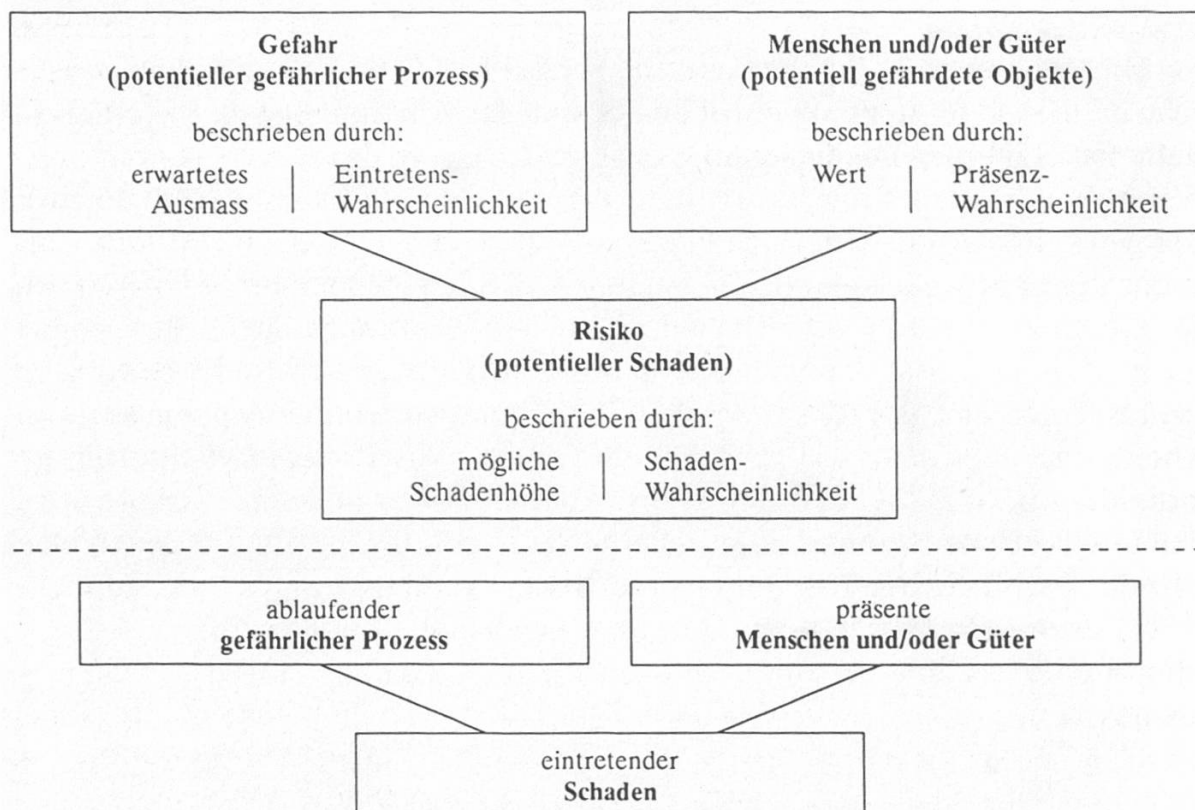 Gefahr
(potentieller gefährlicher Prozess)
beschrieben durch:
erwartetes
Ausmass
Eintretens-
Wahrscheinlichkeit
Menschen und/oder Güter
(potentiell gefährdete Objekte)
beschrieben durch:
Wert
Präsenz-
Wahrscheinlichkeit
Risiko
(potentieller Schaden)
beschrieben durch:
mögliche
Schadenhöhe
Schaden-
Wahrscheinlichkeit
ablaufender
gefährlicher Prozess
präsente
Menschen und/oder Güter
eintretender
Schaden